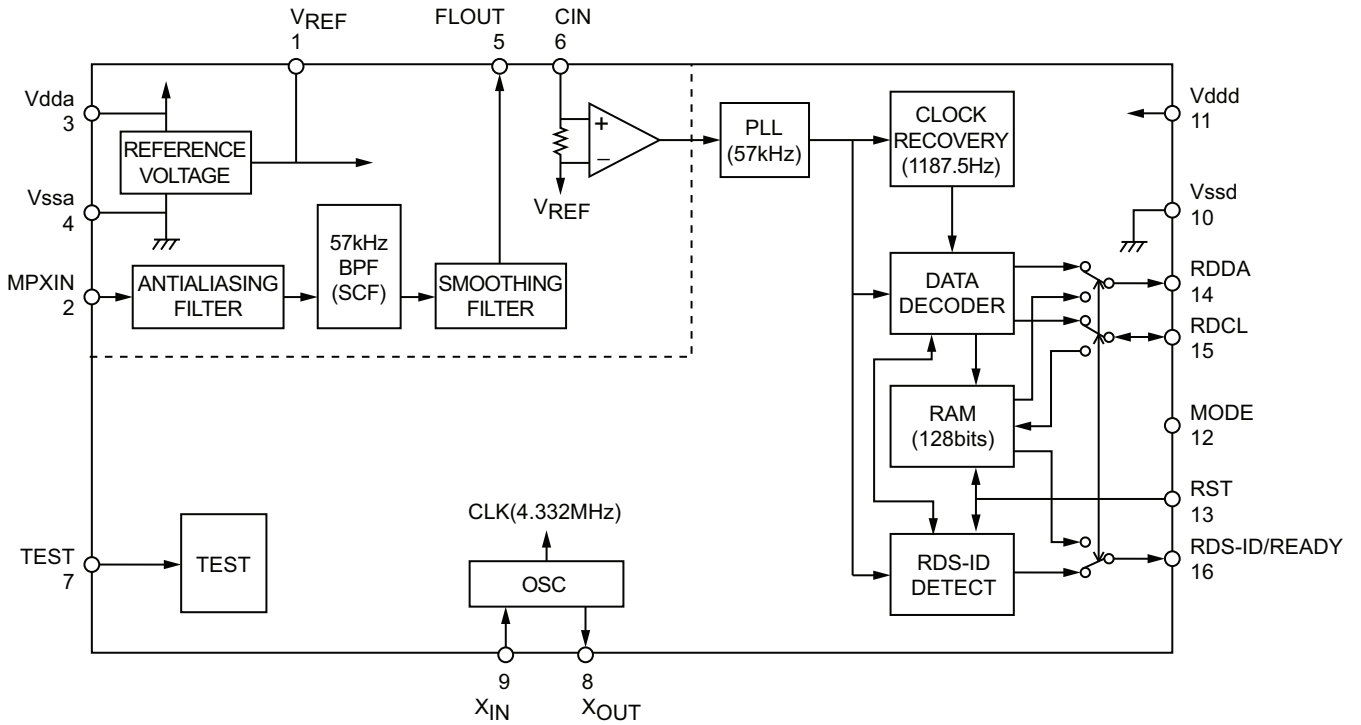 VREF
1
FLOUT
5
CIN
6
Vdda
3
REFERENCE
VOLTAGE
Vssa
4
+
–
VREF
PLL
(57kHz)
CLOCK
RECOVERY
(1187.5Hz)
Vddd
11
Vssd
10
MPXIN
2
ANTIALIASING
FILTER
57kHz
BPF
(SCF)
SMOOTHING
FILTER
DATA
DECODER
RDDA
14
RDCL
15
RAM
(128bits)
MODE
12
RST
13
RDS-ID/READY
16
RDS-ID
DETECT
TEST
7
TEST
CLK(4.332MHz)
OSC
9
XIN
8
XOUT